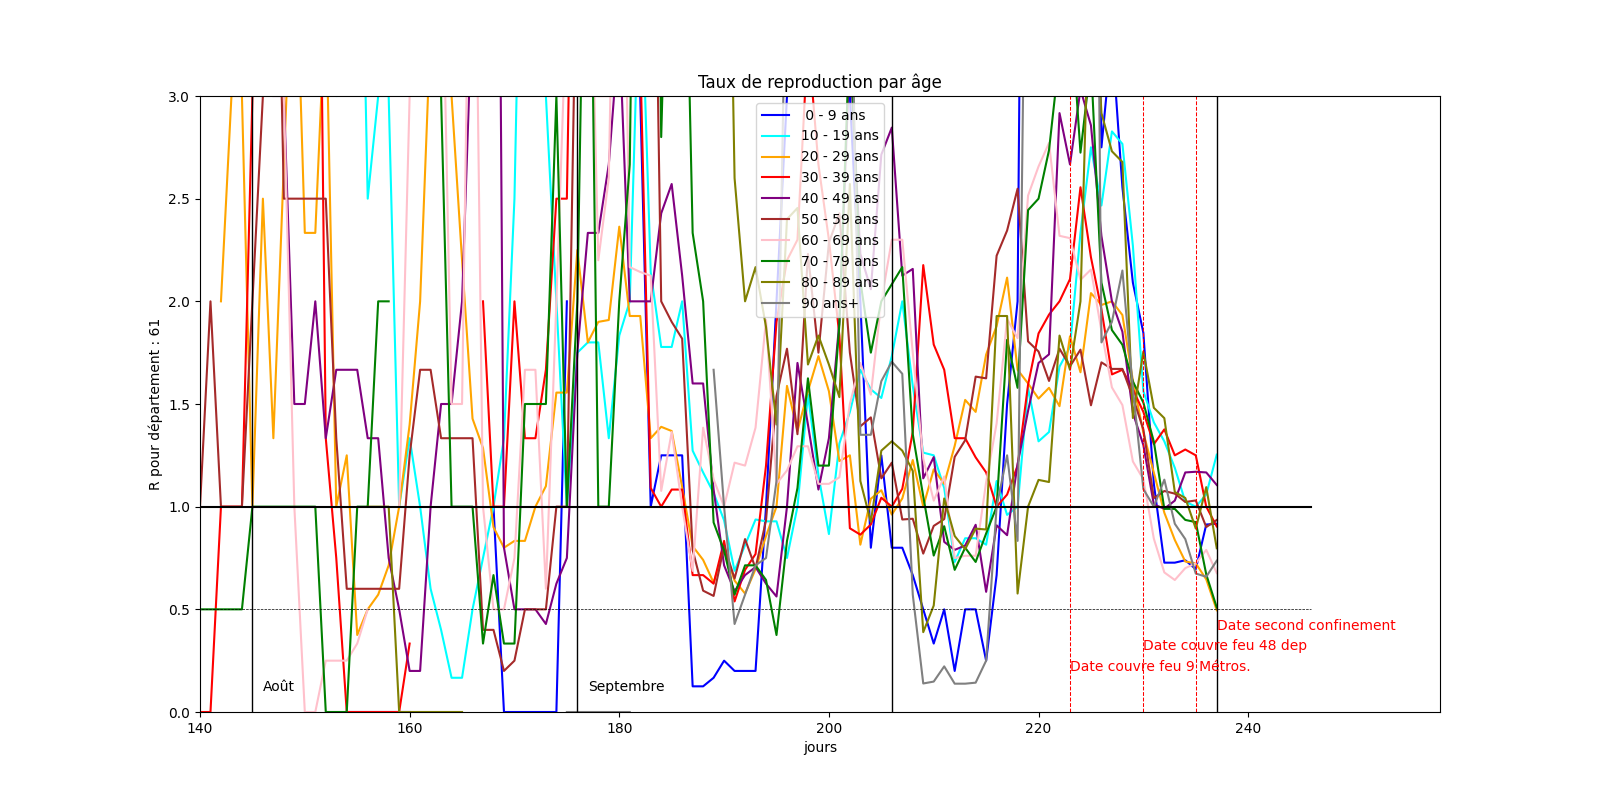 Taux de reproduction par âge
R pour département : 61
3.0
2.5
2.0
1.5
1.0
0.5
0.0
0 - 9 ans
10 - 19 ans
20 - 29 ans
30 - 39 ans
40 - 49 ans
50 - 59 ans
60 - 69 ans
70 - 79 ans
80 - 89 ans
90 ans+
Date second confinement
Date couvre feu 48 dep
Date couvre feu 9 Métros.
Août
Septembre
140
160
180
200
220
240
jours